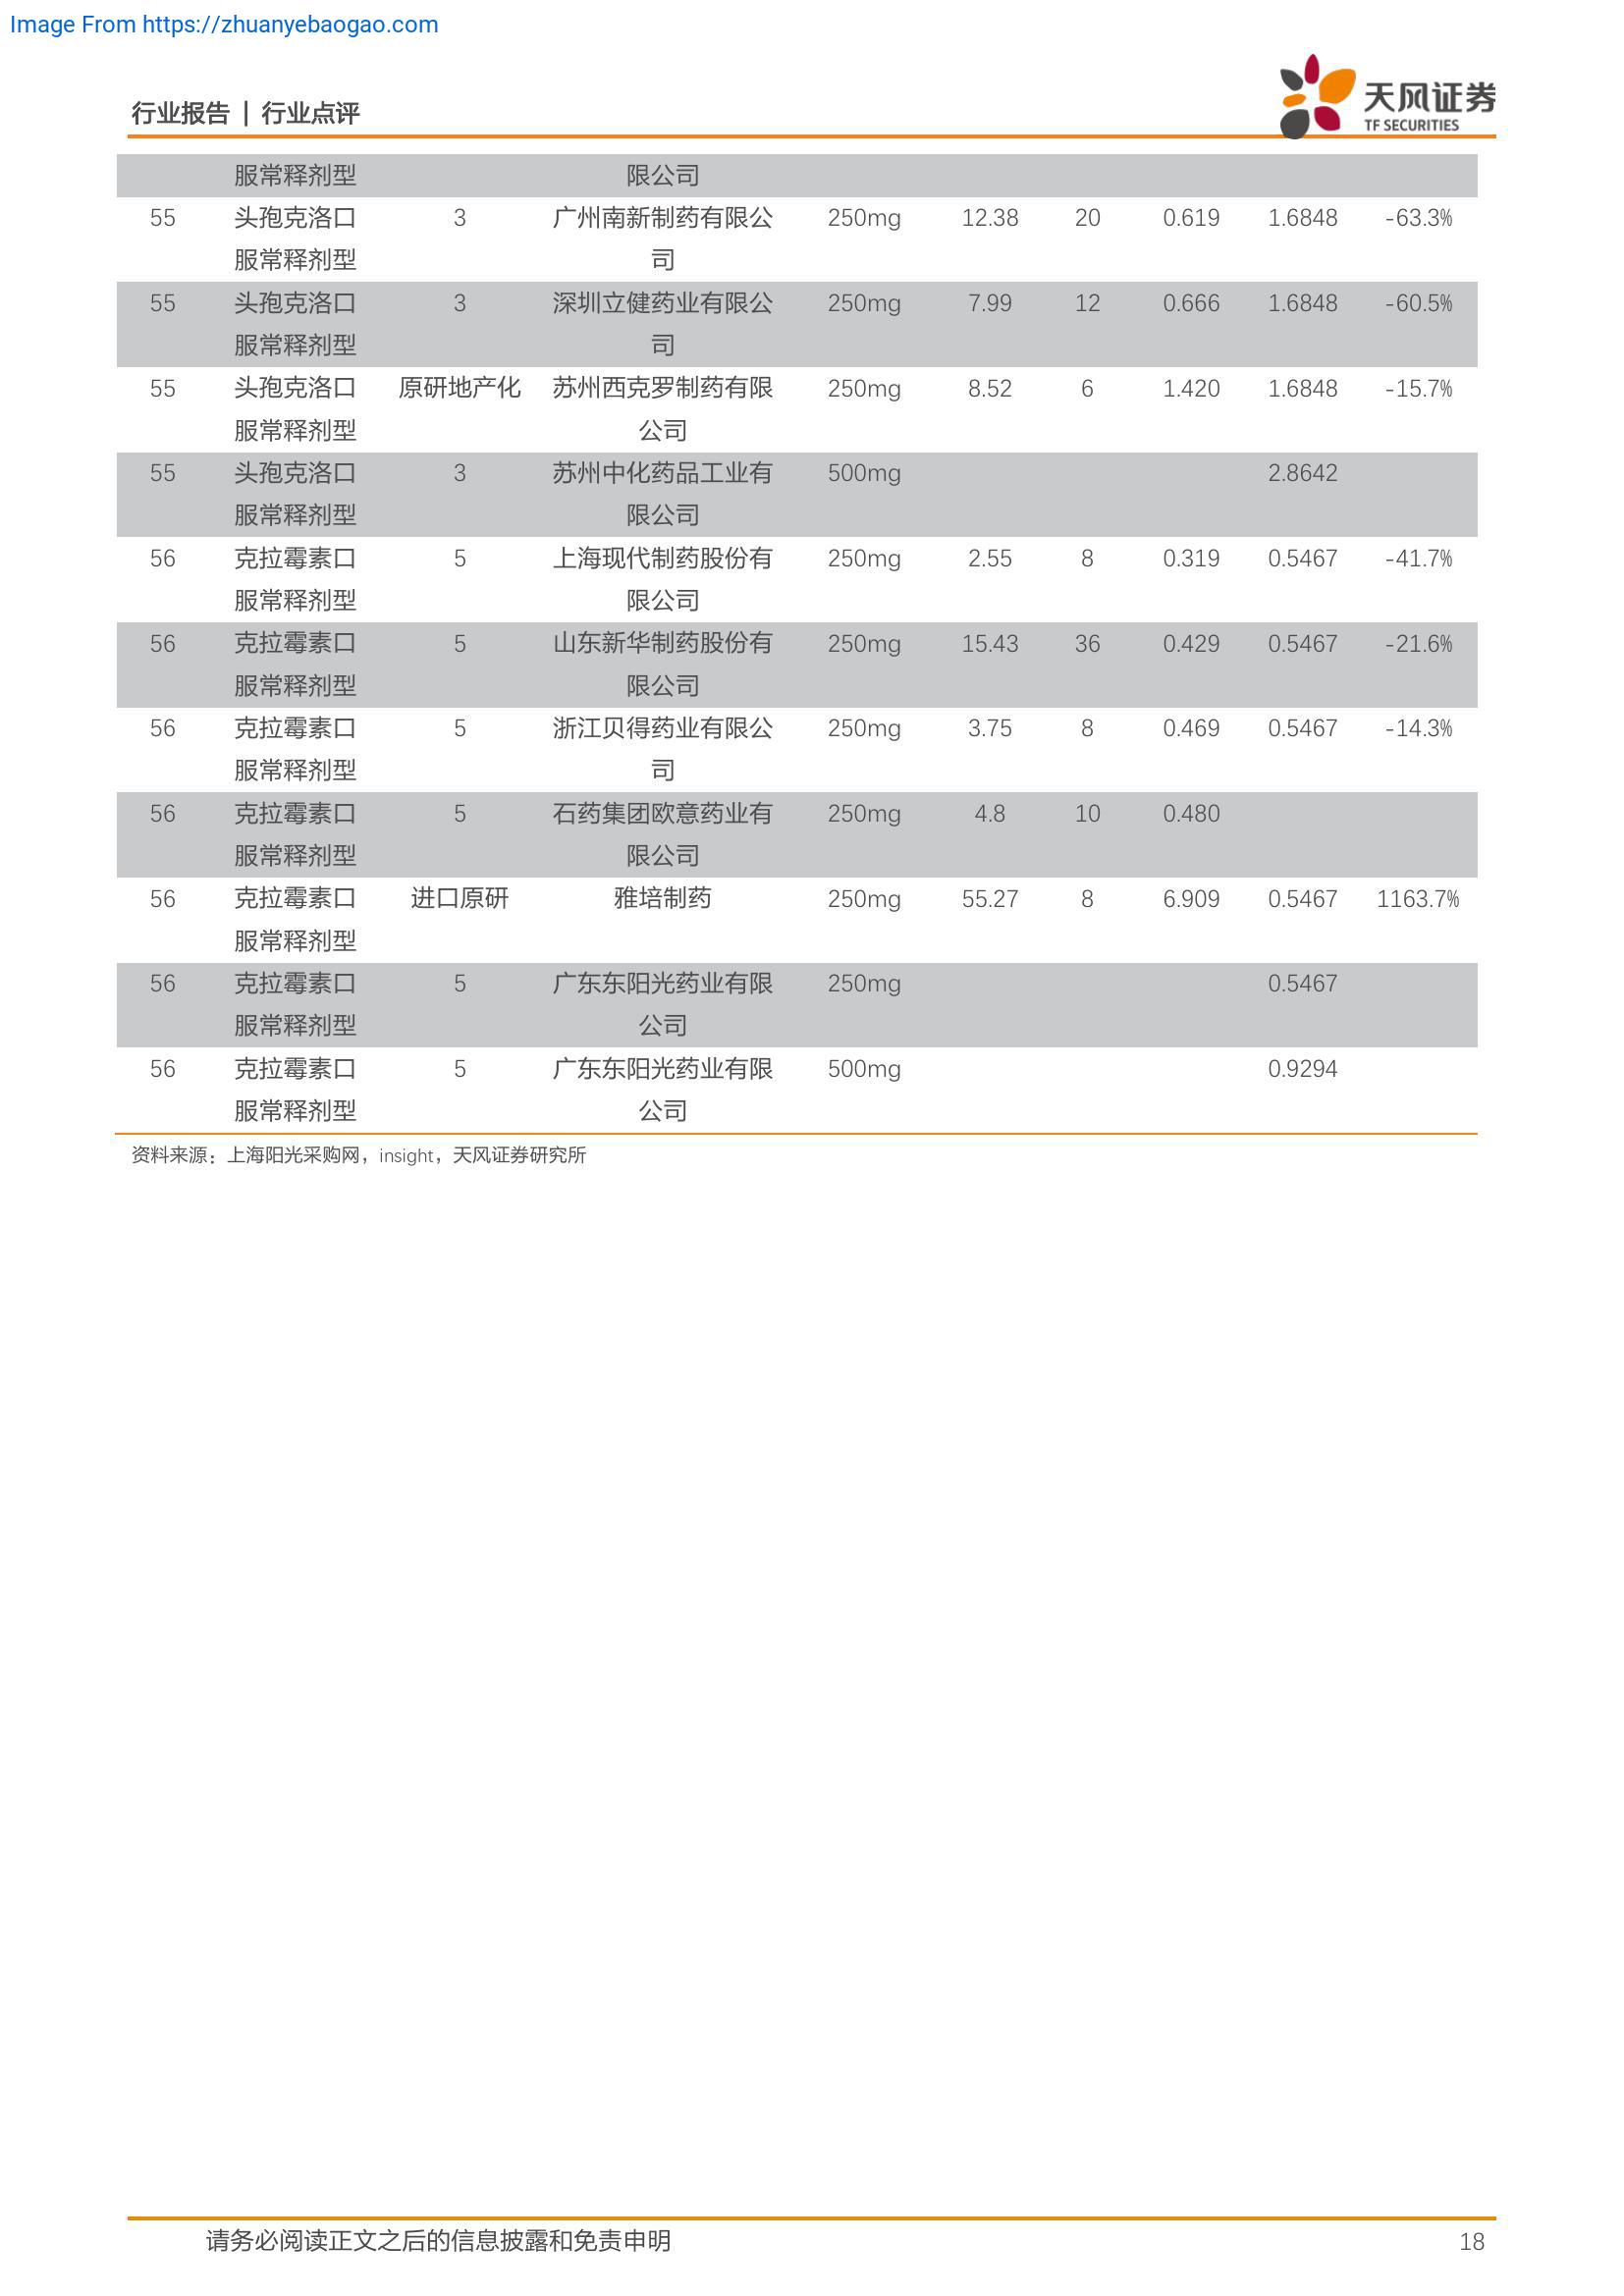 Image From https://zhuanyebaogao.com
行业报告 | 行业点评
天风证券
TF SECURITIES
服常释剂型 限公司
55 头孢克洛口 3 广州南新制药有限公 250mg 12.38 20 0.619 1.6848 -63.3%
服常释剂型 司
55 头孢克洛口 3 深圳立健药业有限公 250mg 7.99 12 0.666 1.6848 -60.5%
服常释剂型 司
55 头孢克洛口 原研地产化 苏州西克罗制药有限 250mg 8.52 6 1.420 1.6848 -15.7%
服常释剂型 公司
55 头孢克洛口 3 苏州中化药品工业有 500mg 2.8642
服常释剂型 限公司
56 克拉霉素口 5 上海现代制药股份有 250mg 2.55 8 0.319 0.5467 -41.7%
服常释剂型 限公司
56 克拉霉素口 5 山东新华制药股份有 250mg 15.43 36 0.429 0.5467 -21.6%
服常释剂型 限公司
56 克拉霉素口 5 浙江贝得药业有限公 250mg 3.75 8 0.469 0.5467 -14.3%
服常释剂型 司
56 克拉霉素口 5 石药集团欧意药业有 250mg 4.8 10 0.480
服常释剂型 限公司
56 克拉霉素口 进口原研 雅培制药 250mg 55.27 8 6.909 0.5467 1163.7%
服常释剂型
56 克拉霉素口 5 广东东阳光药业有限 250mg 0.5467
服常释剂型 公司
56 克拉霉素口 5 广东东阳光药业有限 500mg 0.9294
服常释剂型 公司
资料来源：上海阳光采购网，insight，天风证券研究所
请务必阅读正文之后的信息披露和免责申明 18